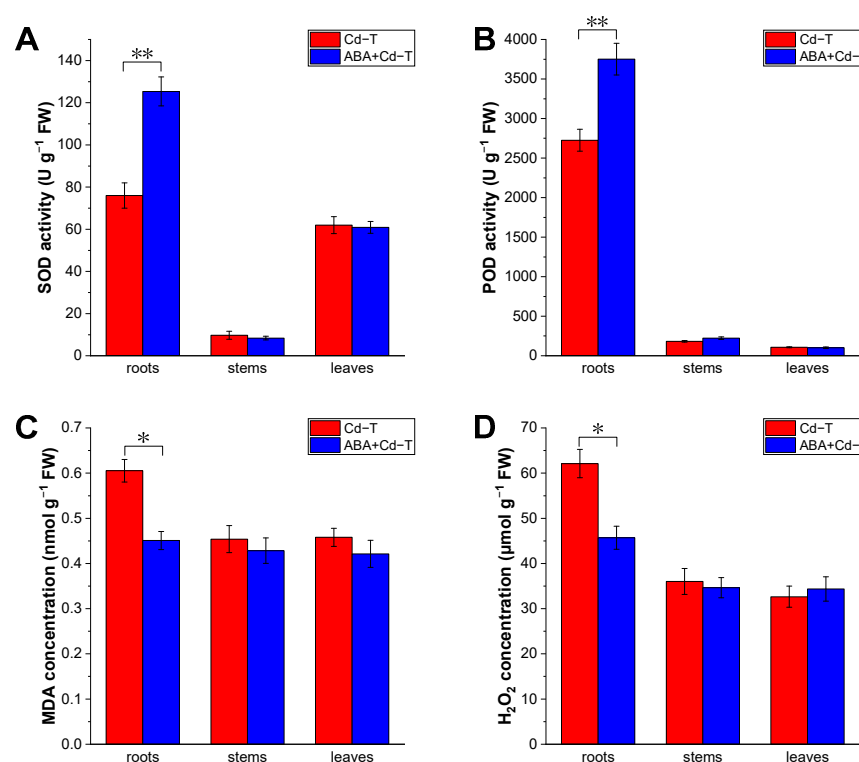 A
SOD activity (U g⁻¹ FW)
140
120
100
80
60
40
20
0
**
Cd−T
ABA+Cd−T
roots stems leaves
B
POD activity (U g⁻¹ FW)
4000
3500
3000
2500
2000
1500
1000
500
0
**
Cd−T
ABA+Cd−
roots stems leaves
C
MDA concentration (nmol g⁻¹ FW)
0.7
0.6
0.5
0.4
0.3
0.2
0.1
0.0
*
Cd−T
ABA+Cd−T
roots stems leaves
D
H₂O₂ concentration (μmol g⁻¹ FW)
70
60
50
40
30
20
10
0
*
Cd−T
ABA+Cd−
roots stems leaves